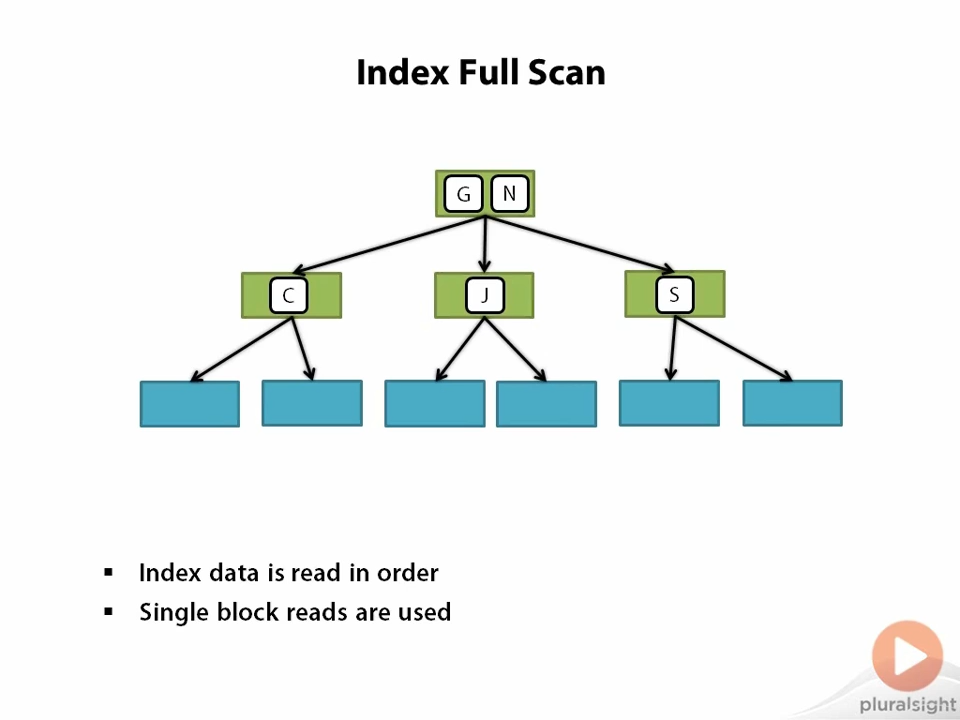 Index Full Scan
G N
C J S
▪ Index data is read in order
▪ Single block reads are used
pluralsight